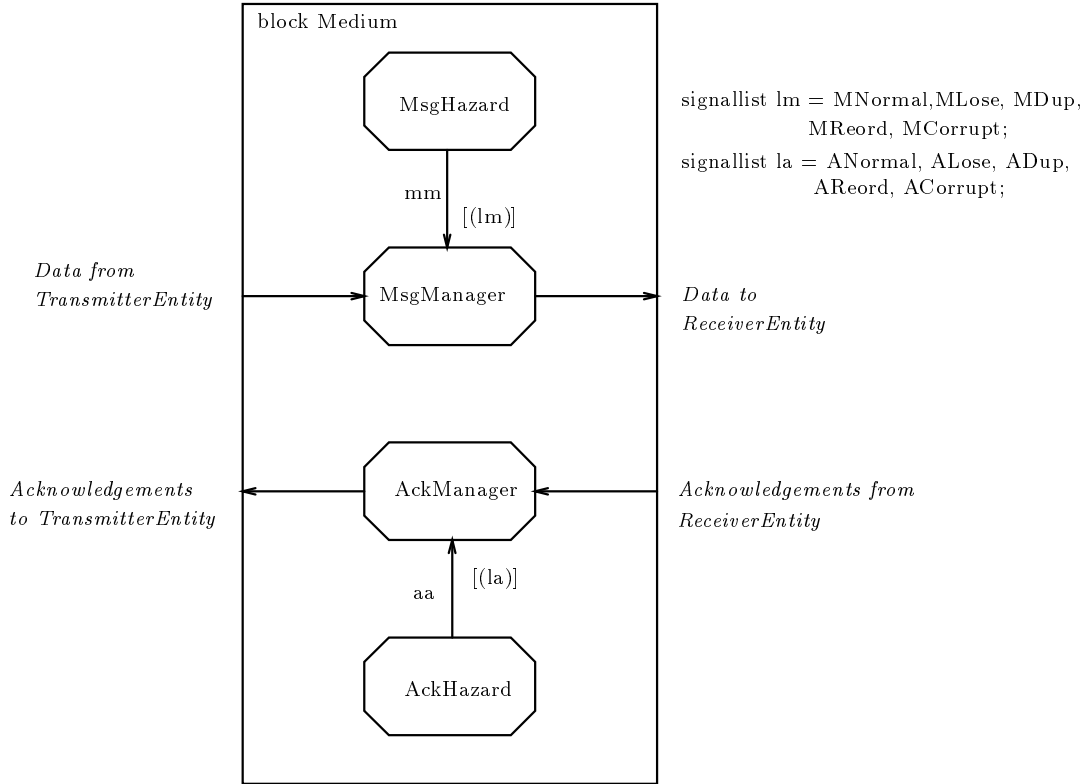 block Medium
MsgHazard
signallist lm = MNormal,MLose, MDup,
MReord, MCorrupt;
signallist la = ANormal, ALose, ADup,
AReord, ACorrupt;
mm
[(lm)]
Data from
TransmitterEntity
MsgManager
Data to
ReceiverEntity
Acknowledgements
to TransmitterEntity
AckManager
Acknowledgements from
ReceiverEntity
[(la)]
aa
AckHazard